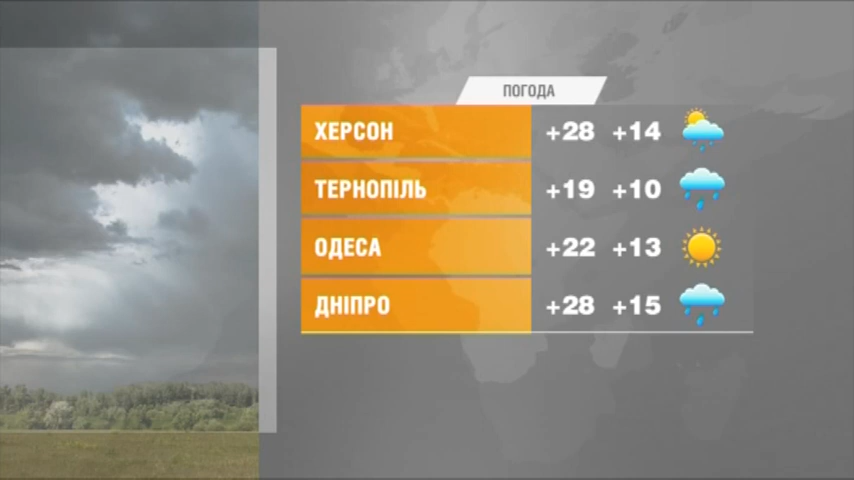 ПОГОДА
ХЕРСОН +28 +14
ТЕРНОПІЛЬ +19 +10
ОДЕСА +22 +13
ДНІПРО +28 +15